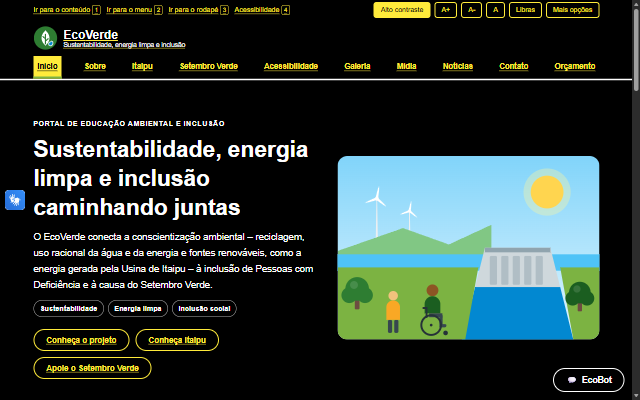 Ir para o conteúdo 1 Ir para o menu 2 Ir para o rodapé 3 Acessibilidade 4
Alto contraste A+ A- A Libras Mais opções
EcoVerde
Sustentabilidade, energia limpa e inclusão
Início Sobre Itaipu Setembro Verde Acessibilidade Galeria Mídia Notícias Contato Orçamento
PORTAL DE EDUCAÇÃO AMBIENTAL E INCLUSÃO
Sustentabilidade, energia
limpa e inclusão
caminhando juntas
O EcoVerde conecta a conscientização ambiental – reciclagem,
uso racional da água e da energia e fontes renováveis, como a
energia gerada pela Usina de Itaipu – à inclusão de Pessoas com
Deficiência e à causa do Setembro Verde.
Sustentabilidade Energia limpa Inclusão social
Conheça o projeto Conheça Itaipu
Apoie o Setembro Verde
EcoBot